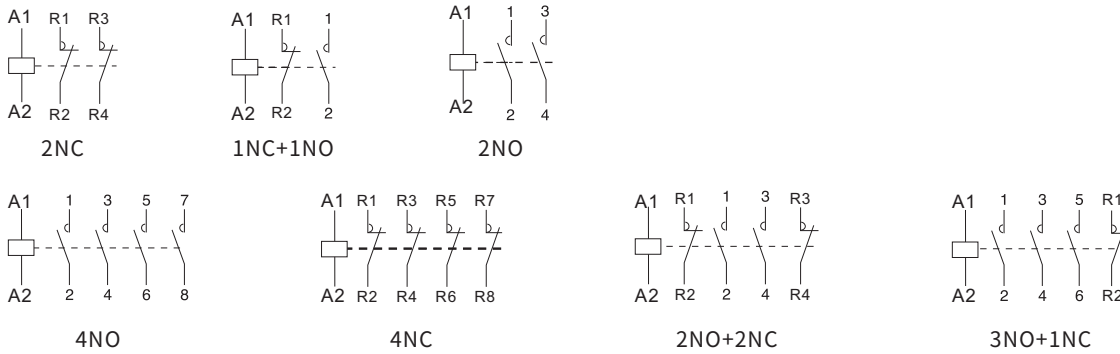 A1 R1 R3
A2 R2 R4
2NC
A1 R1 1
A2 R2 2
1NC+1NO
A1 1 3
A2 2 4
2NO
A1 1 3 5 7
A2 2 4 6 8
4NO
A1 R1 R3 R5 R7
A2 R2 R4 R6 R8
4NC
A1 R1 1 3 R3
A2 R2 2 4 R4
2NO+2NC
A1 1 3 5 R1
A2 2 4 6 R2
3NO+1NC